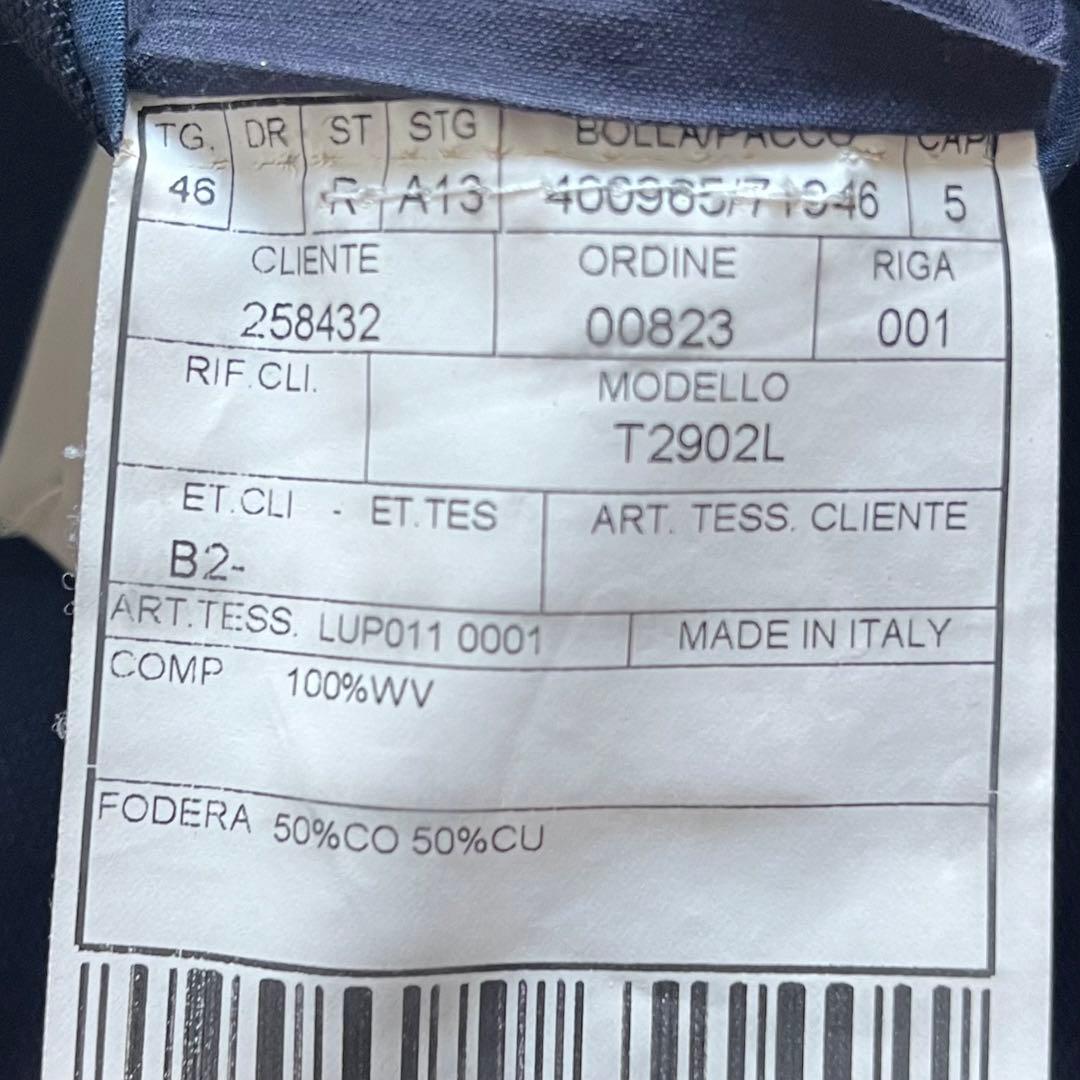 TG. DR ST STG BOLLA/PACCO CAPI
46 R A13 400965/71946 5
CLIENTE ORDINE RIGA
258432 00823 001
RIF.CLI. MODELLO
T2902L
ET.CLI - ET.TES ART. TESS. CLIENTE
B2-
ART.TESS. LUP011 0001 MADE IN ITALY
COMP 100%WV
FODERA 50%CO 50%CU